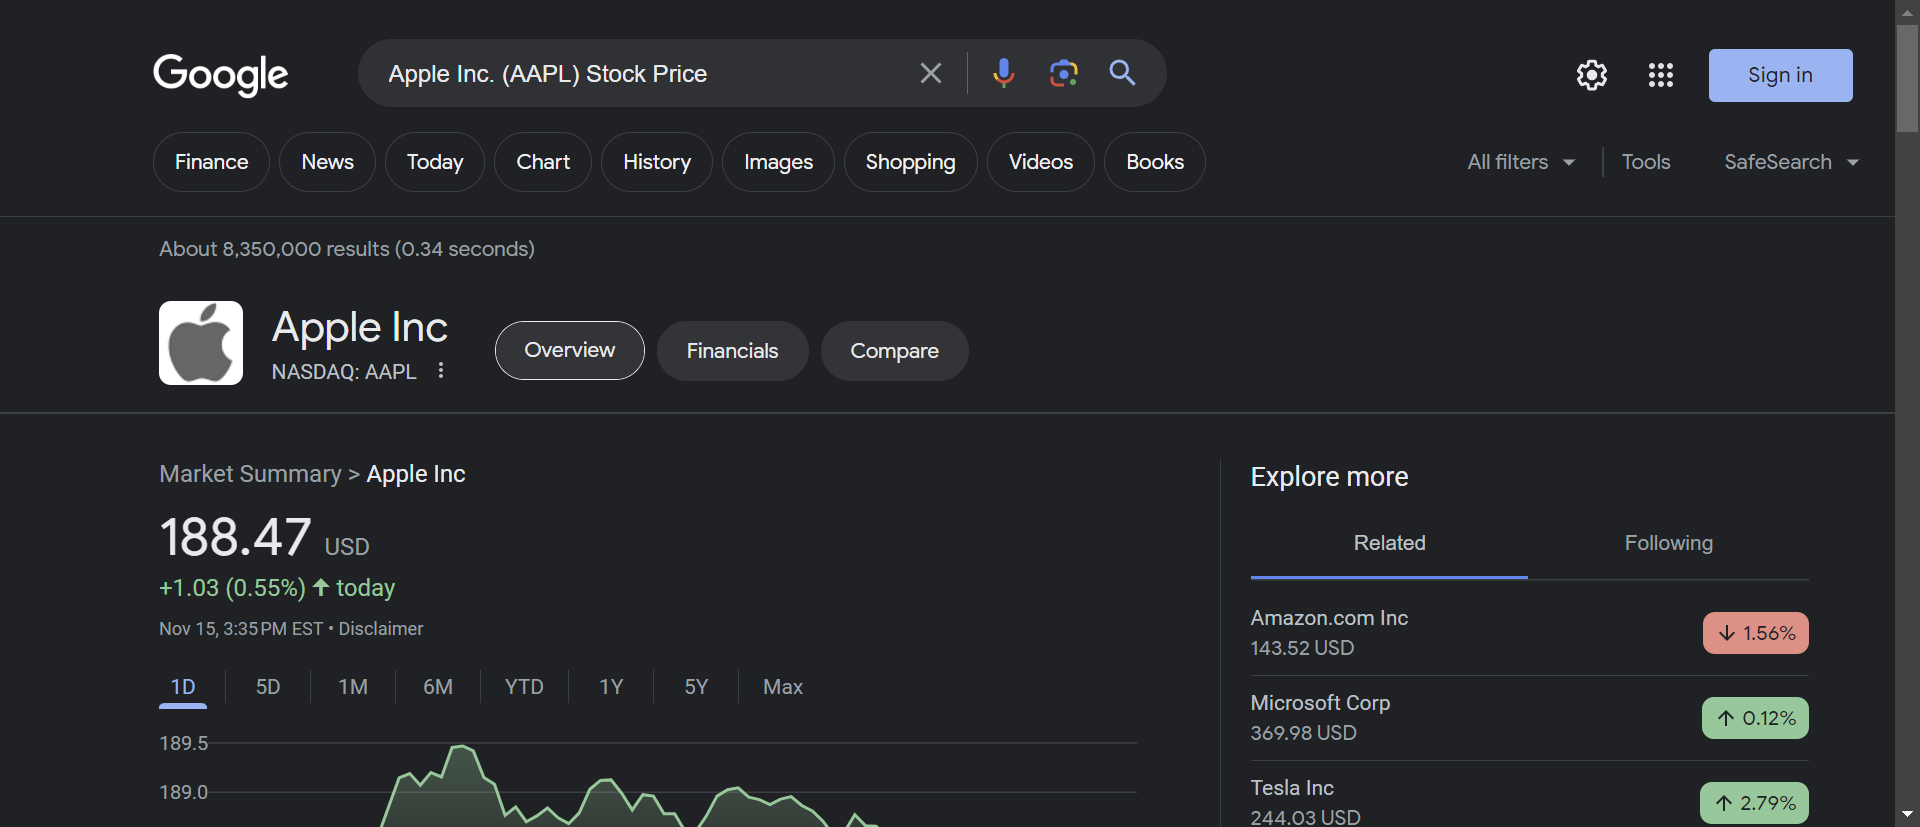 Google
Apple Inc. (AAPL) Stock Price
Sign in
Finance
News
Today
Chart
History
Images
Shopping
Videos
Books
All filters
Tools
SafeSearch
About 8,350,000 results (0.34 seconds)
Apple Inc
NASDAQ: AAPL
Overview
Financials
Compare
Market Summary > Apple Inc
188.47 USD
+1.03 (0.55%) ↑ today
Nov 15, 3:35 PM EST • Disclaimer
1D
5D
1M
6M
YTD
1Y
5Y
Max
189.5
189.0
Explore more
Related
Following
Amazon.com Inc
143.52 USD
↓ 1.56%
Microsoft Corp
369.98 USD
↑ 0.12%
Tesla Inc
244.03 USD
↑ 2.79%